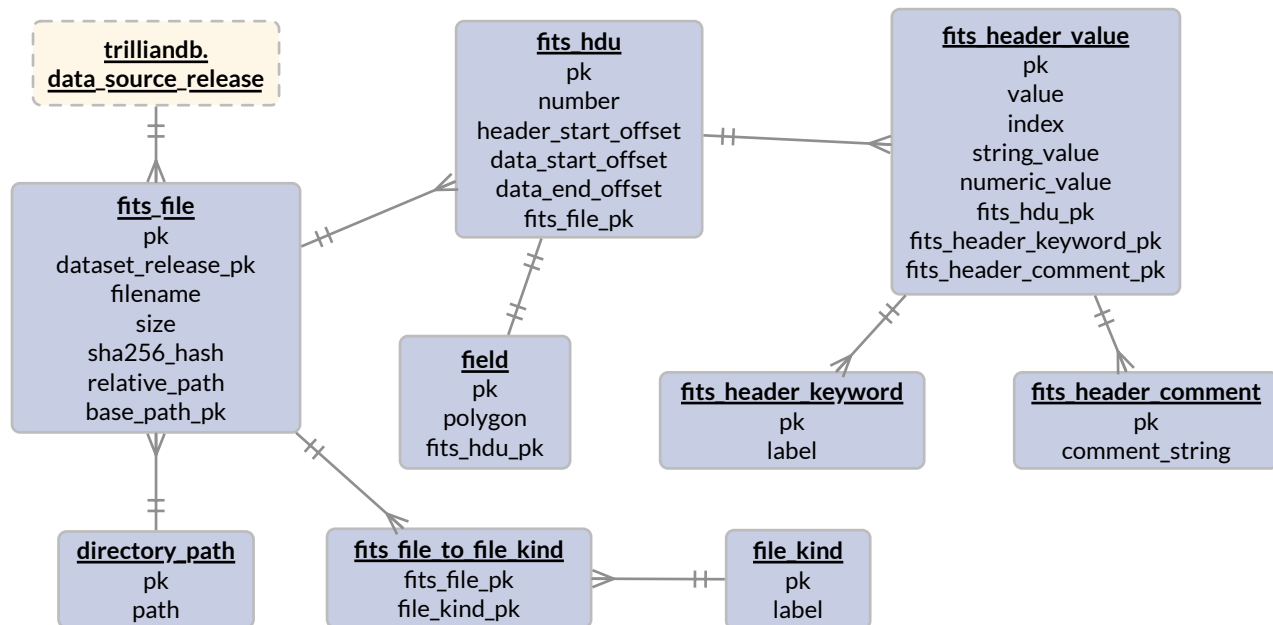 trilliandb.
data_source_release
fits_file
pk
dataset_release_pk
filename
size
sha256_hash
relative_path
base_path_pk
directory_path
pk
path
fits_hdu
pk
number
header_start_offset
data_start_offset
data_end_offset
fits_file_pk
field
pk
polygon
fits_hdu_pk
fits_file_to_file_kind
fits_file_pk
file_kind_pk
file_kind
pk
label
fits_header_value
pk
value
index
string_value
numeric_value
fits_hdu_pk
fits_header_keyword_pk
fits_header_comment_pk
fits_header_keyword
pk
label
fits_header_comment
pk
comment_string